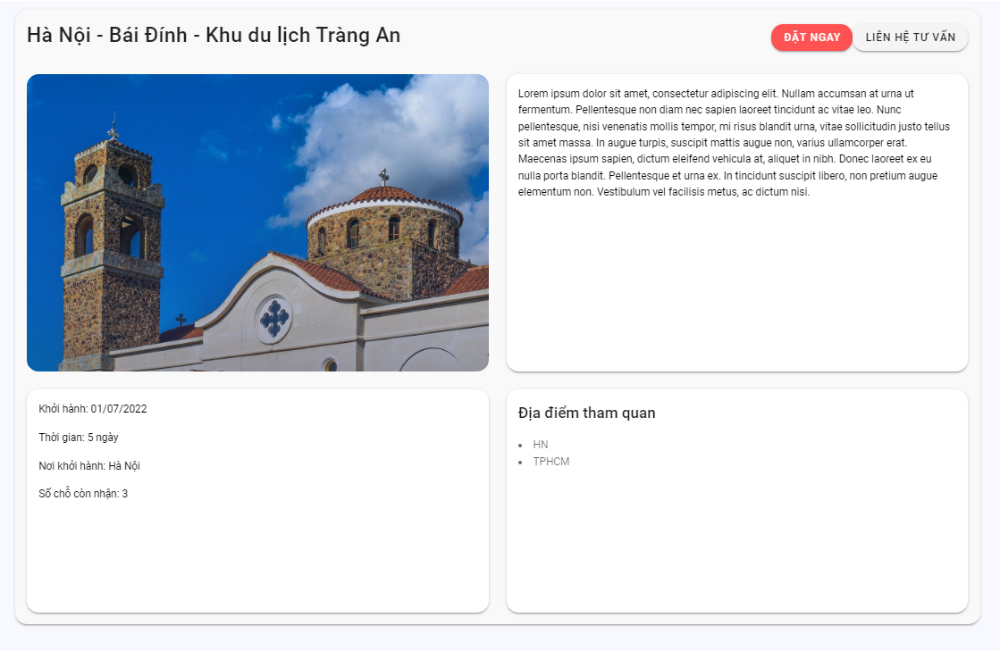 Hà Nội - Bái Đính - Khu du lịch Tràng An
ĐẶT NGAY
LIÊN HỆ TƯ VẤN
Lorem ipsum dolor sit amet, consectetur adipiscing elit. Nullam accumsan at urna ut
fermentum. Pellentesque non diam nec sapien laoreet tincidunt ac vitae leo. Nunc
pellentesque, nisi venenatis mollis tempor, mi risus blandit urna, vitae sollicitudin justo tellus
sit amet massa. In augue turpis, suscipit mattis augue non, varius ullamcorper erat.
Maecenas ipsum sapien, dictum eleifend vehicula at, aliquet in nibh. Donec laoreet ex eu
nulla porta blandit. Pellentesque et urna ex. In tincidunt suscipit libero, non pretium augue
elementum non. Vestibulum vel facilisis metus, ac dictum nisi.
Khởi hành: 01/07/2022
Thời gian: 5 ngày
Nơi khởi hành: Hà Nội
Số chỗ còn nhận: 3
Địa điểm tham quan
• HN
• TPHCM